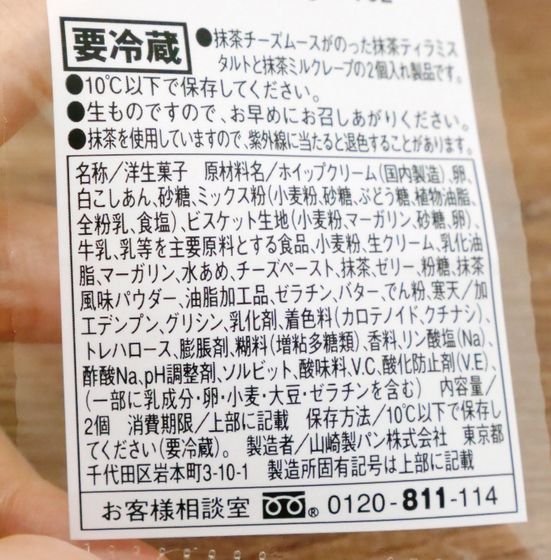 要冷蔵
●抹茶チーズムースがのった抹茶ティラミス
タルトと抹茶ミルクレープの2個入れ製品です。
●10℃以下で保存してください。
●生ものですので、お早めにお召しあがりください。
●抹茶を使用していますので、紫外線に当たると退色することがあります。
名称／洋生菓子　原材料名／ホイップクリーム(国内製造)、卵、
白こしあん、砂糖、ミックス粉(小麦粉、砂糖、ぶどう糖、植物油脂、
全粉乳、食塩)、ビスケット生地(小麦粉、マーガリン、砂糖、卵)、
牛乳、乳等を主要原料とする食品、小麦粉、生クリーム、乳化油
脂、マーガリン、水あめ、チーズペースト、抹茶、ゼリー、粉糖、抹茶
風味パウダー、油脂加工品、ゼラチン、バター、でん粉、寒天／加
工デンプン、グリシン、乳化剤、着色料(カロテノイド、クチナシ)、
トレハロース、膨脹剤、糊料(増粘多糖類)、香料、リン酸塩(Na)、
酢酸Na、pH調整剤、ソルビット、酸味料、V.C、酸化防止剤(V.E)、
(一部に乳成分・卵・小麦・大豆・ゼラチンを含む)　内容量／
2個　消費期限／上部に記載　保存方法／10℃以下で保存し
てください(要冷蔵)。　製造者／山崎製パン株式会社　東京都
千代田区岩本町3-10-1　製造所固有記号は上部に記載
お客様相談室 ® 0120-811-114